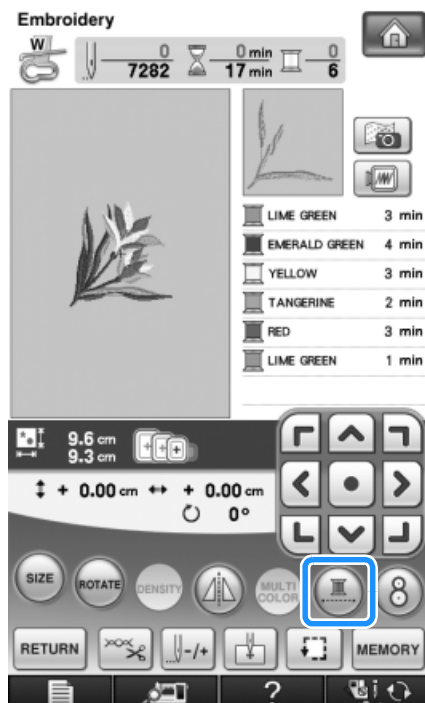 Embroidery
W
0 0 min 0
7282 17 min 6
LIME GREEN 3 min
EMERALD GREEN 4 min
YELLOW 3 min
TANGERINE 2 min
RED 3 min
LIME GREEN 1 min
9.6 cm
9.3 cm
+ 0.00 cm + 0.00 cm
0°
SIZE ROTATE DENSITY MULTI COLOR 8
RETURN -/+ MEMORY
?